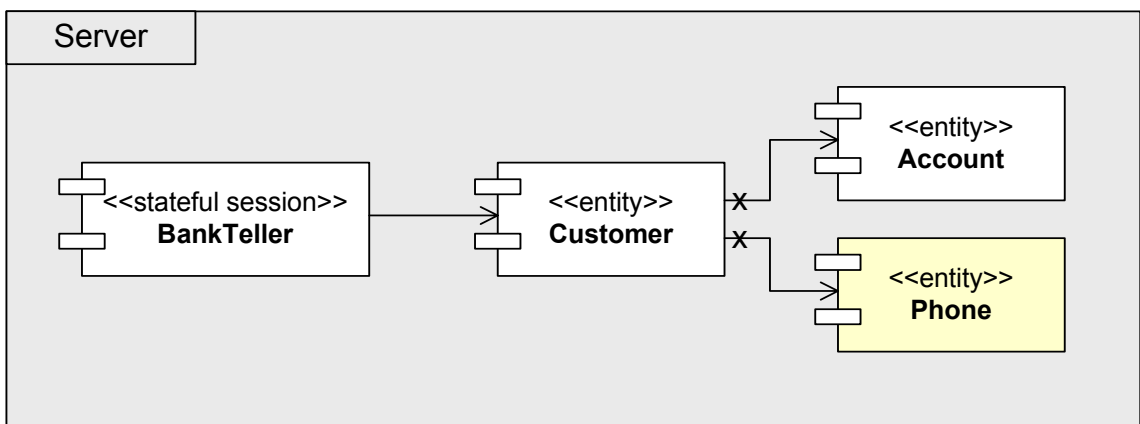 Server
<<stateful session>>
BankTeller
<<entity>>
Customer
x
x
<<entity>>
Account
<<entity>>
Phone